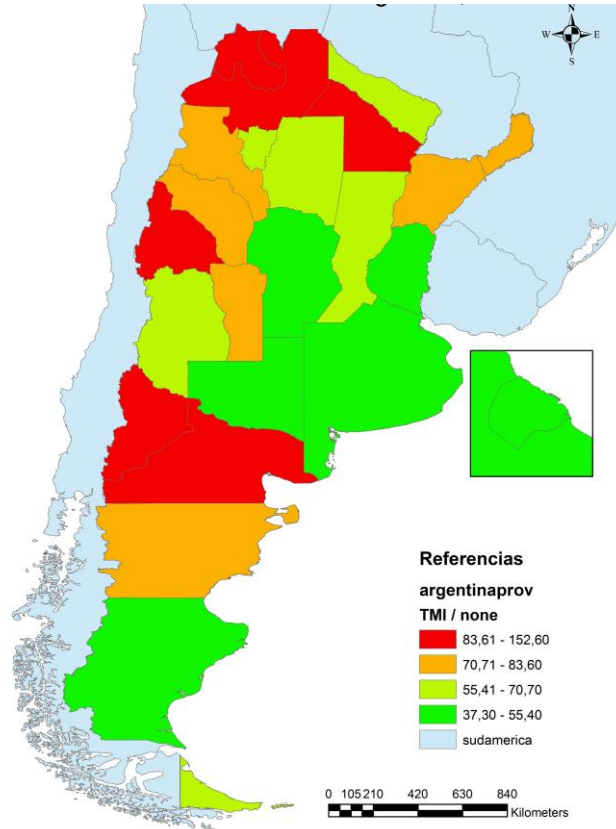 N
W E
S
Referencias
argentinaprov
TMI / none
83,61 - 152,60
70,71 - 83,60
55,41 - 70,70
37,30 - 55,40
sudamerica
0 105 210 420 630 840
Kilometers